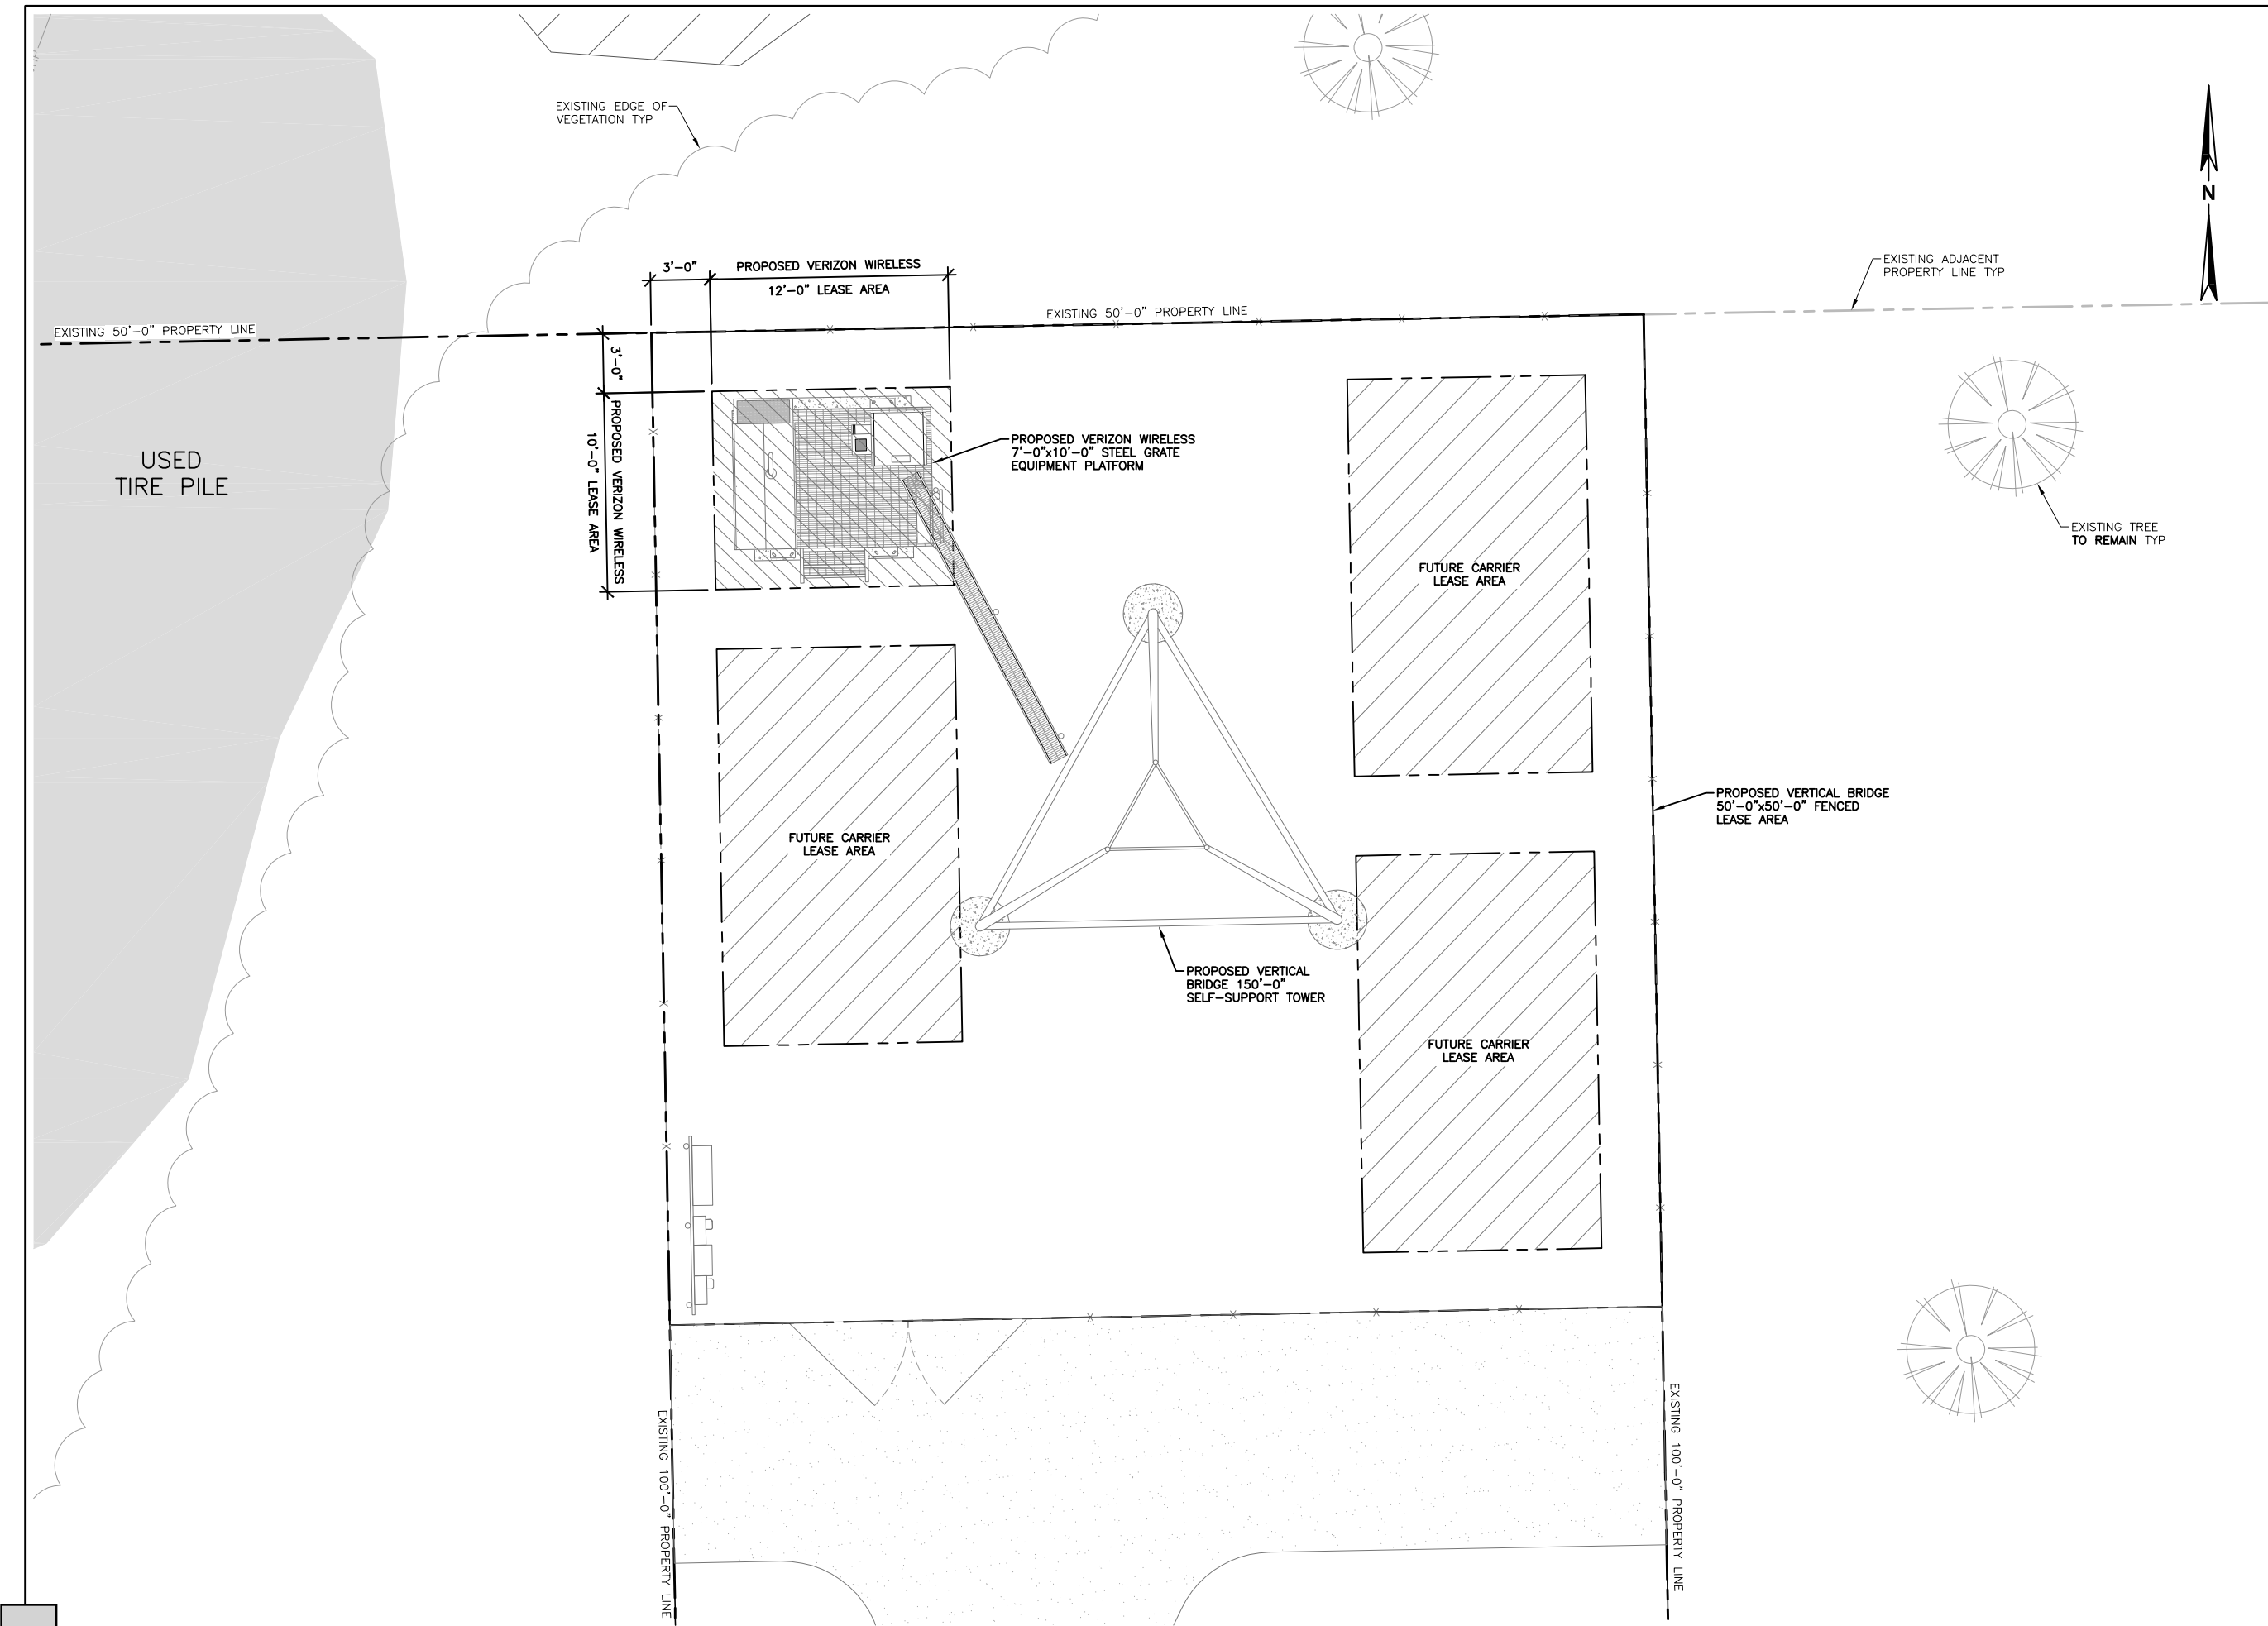 EXISTING EDGE OF
VEGETATION TYP
N
3'-0"
PROPOSED VERIZON WIRELESS
12'-0" LEASE AREA
EXISTING ADJACENT
PROPERTY LINE TYP
EXISTING 50'-0" PROPERTY LINE
EXISTING 50'-0" PROPERTY LINE
3'-0"
PROPOSED VERIZON WIRELESS
10'-0" LEASE AREA
USED
TIRE PILE
PROPOSED VERIZON WIRELESS
7'-0"x10'-0" STEEL GRATE
EQUIPMENT PLATFORM
EXISTING TREE
TO REMAIN TYP
FUTURE CARRIER
LEASE AREA
PROPOSED VERTICAL BRIDGE
50'-0"x50'-0" FENCED
LEASE AREA
FUTURE CARRIER
LEASE AREA
PROPOSED VERTICAL
BRIDGE 150'-0"
SELF-SUPPORT TOWER
FUTURE CARRIER
LEASE AREA
EXISTING 100'-0" PROPERTY LINE
EXISTING 100'-0" PROPERTY LINE